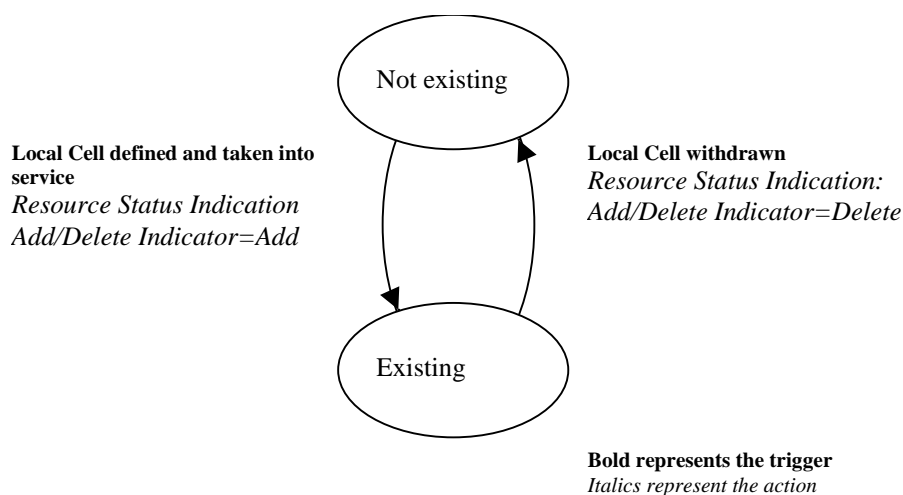 Not existing
Local Cell defined and taken into
service
Resource Status Indication
Add/Delete Indicator=Add
Local Cell withdrawn
Resource Status Indication:
Add/Delete Indicator=Delete
Existing
Bold represents the trigger
Italics represent the action